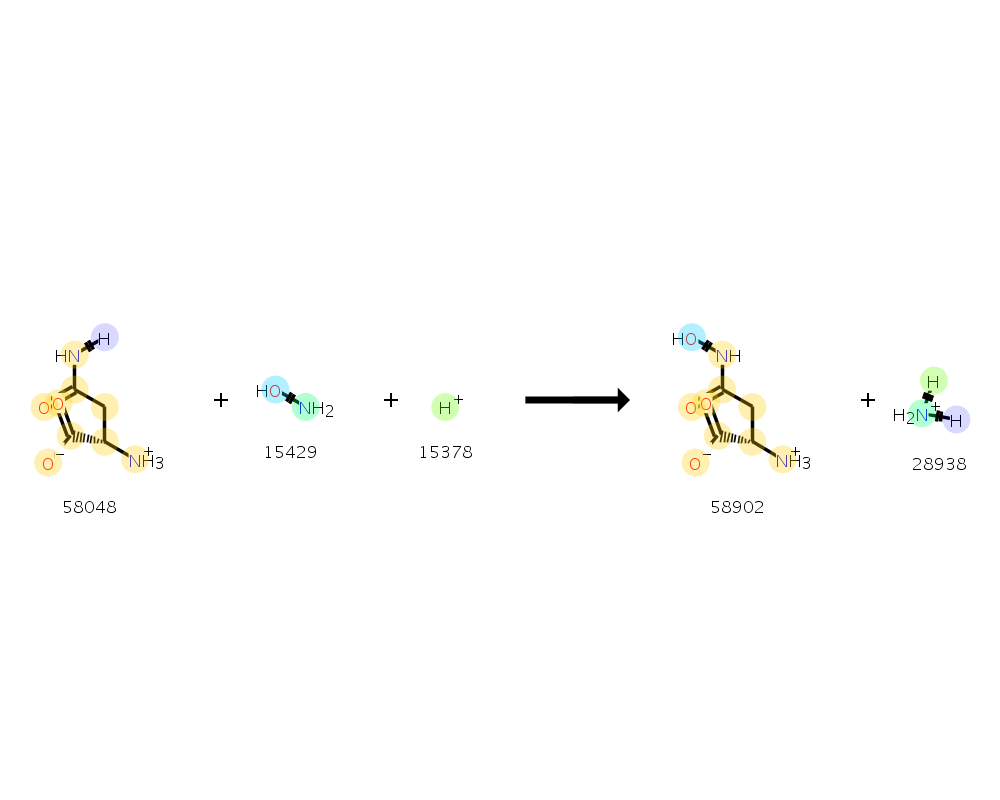 HN H
O O
O− NH3+
58048
+
HO NH2
15429
+
H+
15378
HO NH
O O
O− NH3+
58902
+
H
H2N+ H
28938